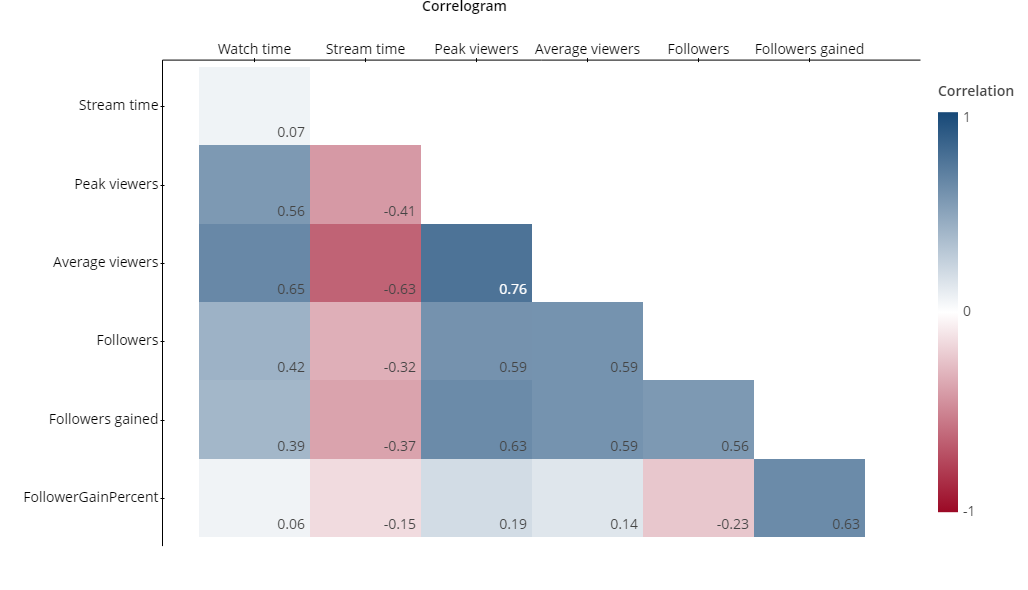 Correlogram
Watch time Stream time Peak viewers Average viewers Followers Followers gained
Correlation
1
Stream time
0.07
Peak viewers
0.56 -0.41
Average viewers
0.65 -0.63 0.76
0
Followers
0.42 -0.32 0.59 0.59
Followers gained
0.39 -0.37 0.63 0.59 0.56
FollowerGainPercent
-1
0.06 -0.15 0.19 0.14 -0.23 0.63